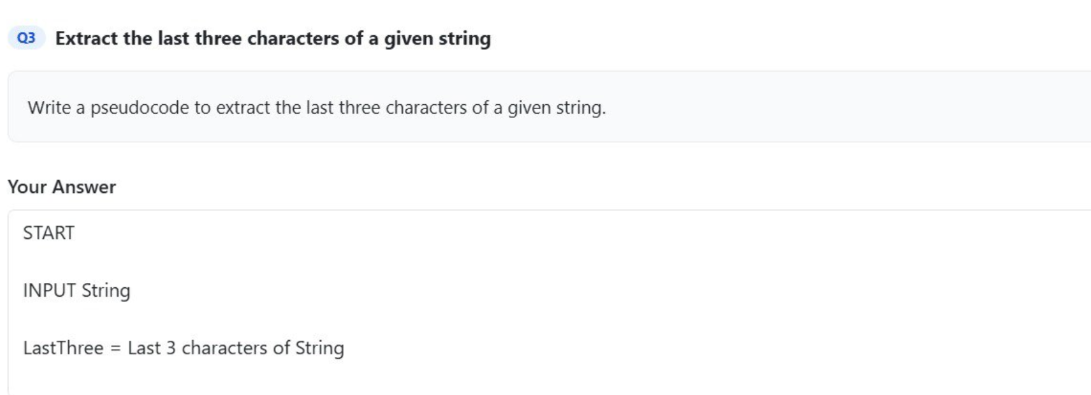 Q3 Extract the last three characters of a given string
Write a pseudocode to extract the last three characters of a given string.
Your Answer
START
INPUT String
LastThree = Last 3 characters of String